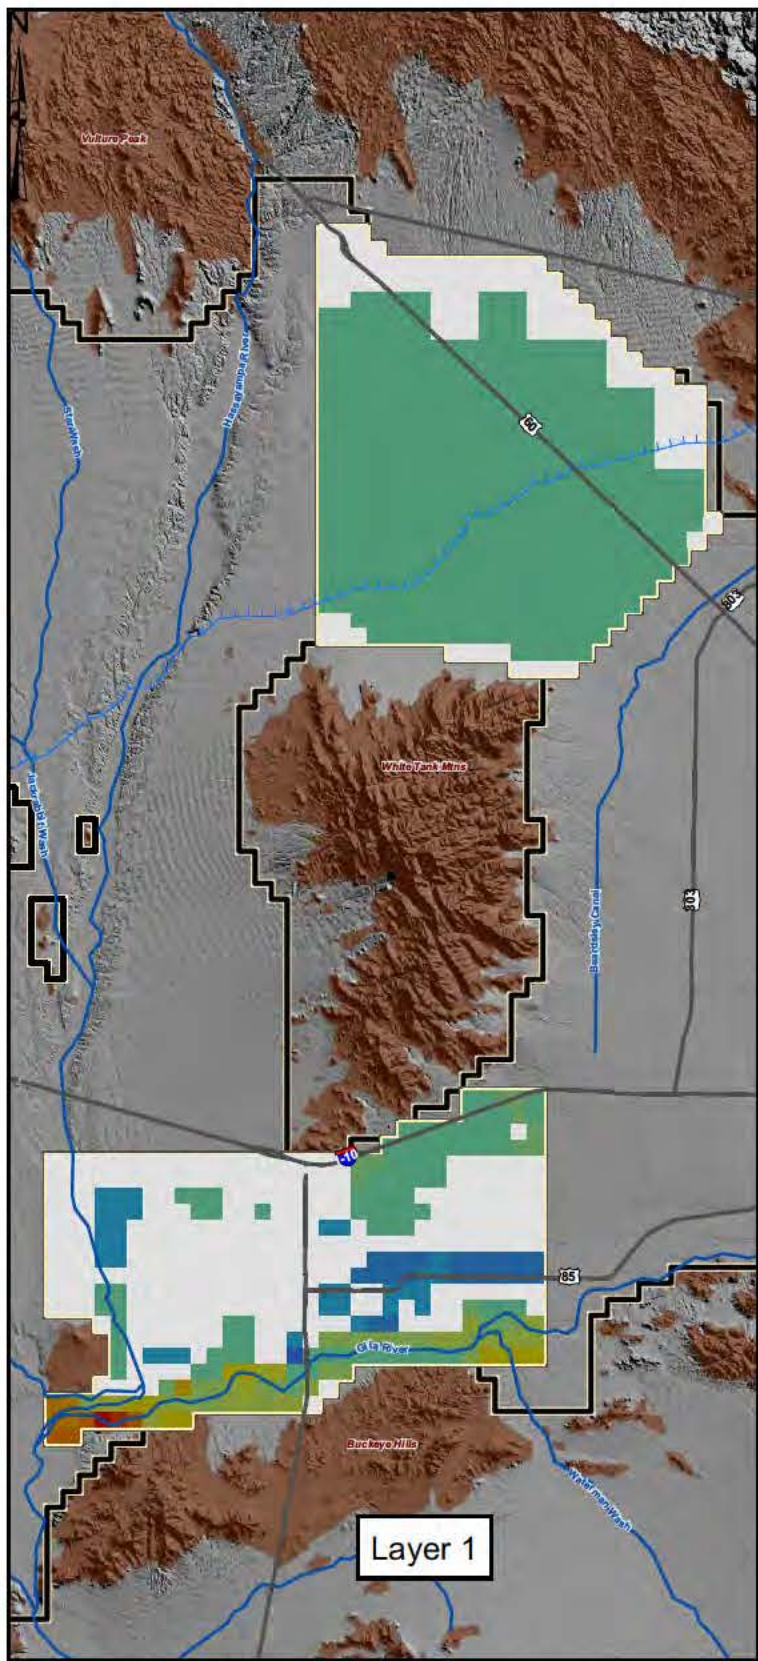 N
Vulture Peak
Hassayampa River
Star Wash
60
303
White Tank Mtns
Jackrabbit Wash
303
Beardsley Canal
-10
85
Gila River
Buckeye Hills
Waterman Wash
Layer 1